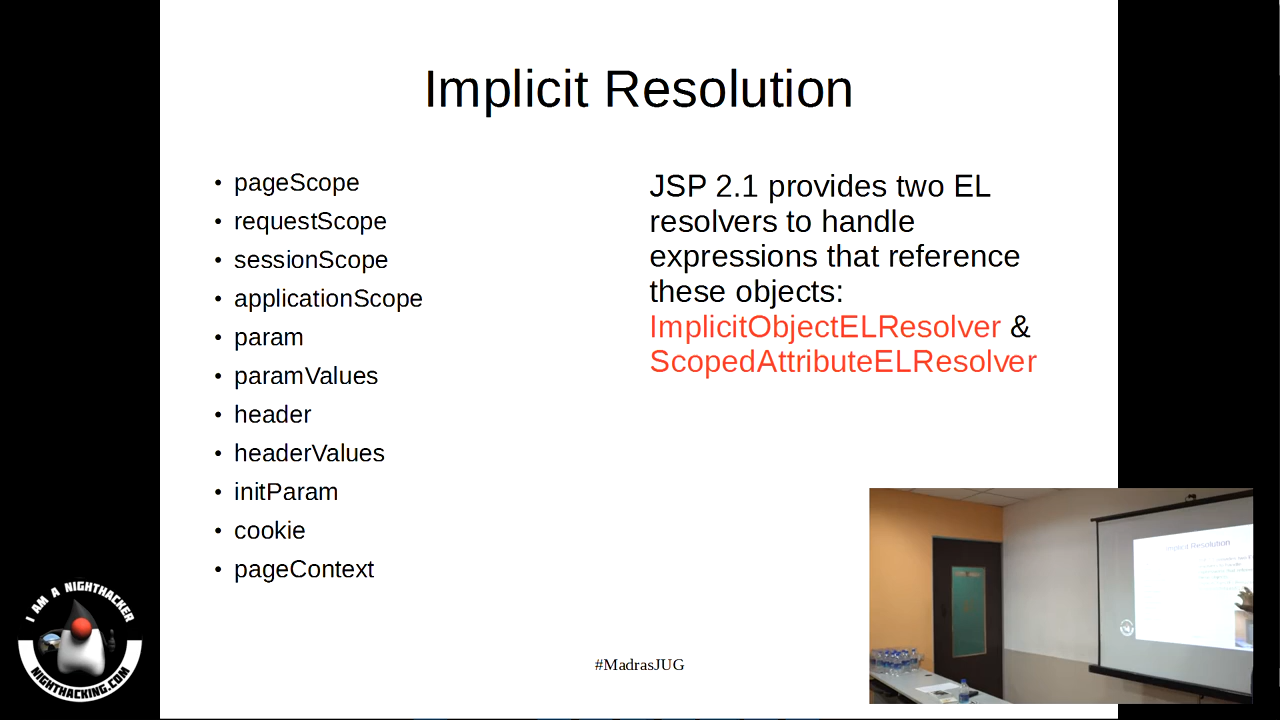 Implicit Resolution
• pageScope
• requestScope
• sessionScope
• applicationScope
• param
• paramValues
• header
• headerValues
• initParam
• cookie
• pageContext
JSP 2.1 provides two EL
resolvers to handle
expressions that reference
these objects:
ImplicitObjectELResolver &
ScopedAttributeELResolver
#MadrasJUG
I AM A NIGHTHACKER
NIGHTHACKING.COM
Implicit Resolution